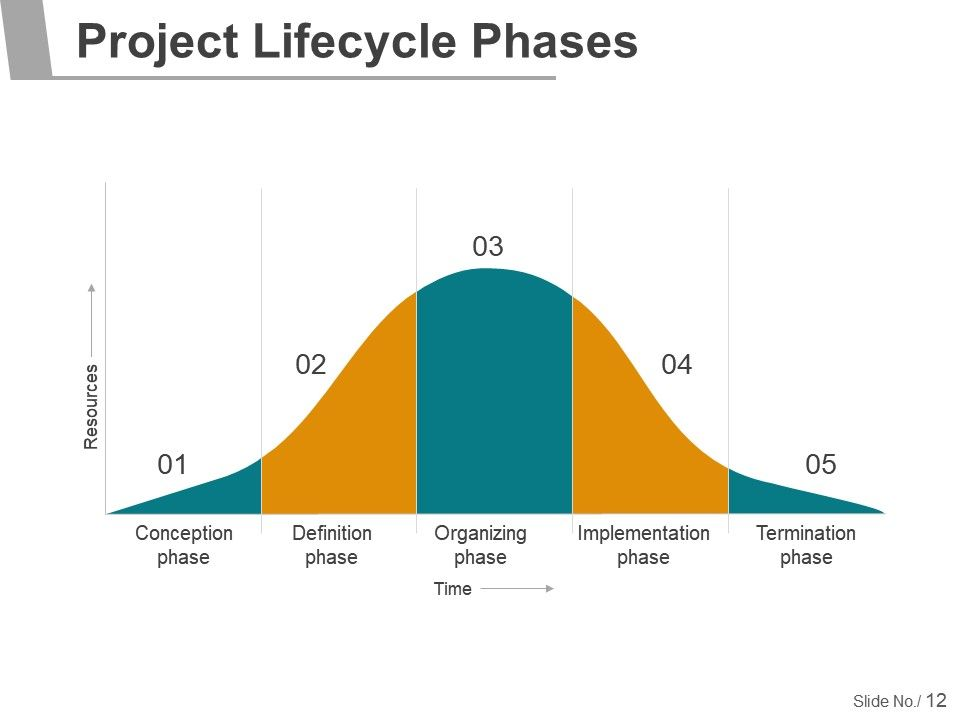 Project Lifecycle Phases
03
02
04
01
05
Resources
Conception
phase
Definition
phase
Organizing
phase
Implementation
phase
Termination
phase
Time
Slide No./ 12